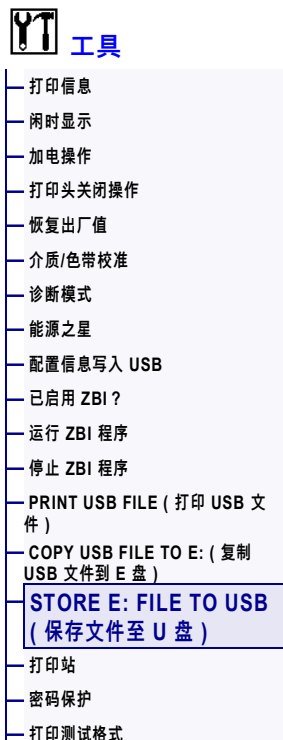 工具
打印信息
闲时显示
加电操作
打印头关闭操作
恢复出厂值
介质/色带校准
诊断模式
能源之星
配置信息写入 USB
已启用 ZBI？
运行 ZBI 程序
停止 ZBI 程序
PRINT USB FILE ( 打印 USB 文
件 )
COPY USB FILE TO E: ( 复制
USB 文件到 E 盘 )
STORE E: FILE TO USB
( 保存文件至 U 盘 )
打印站
密码保护
打印测试格式